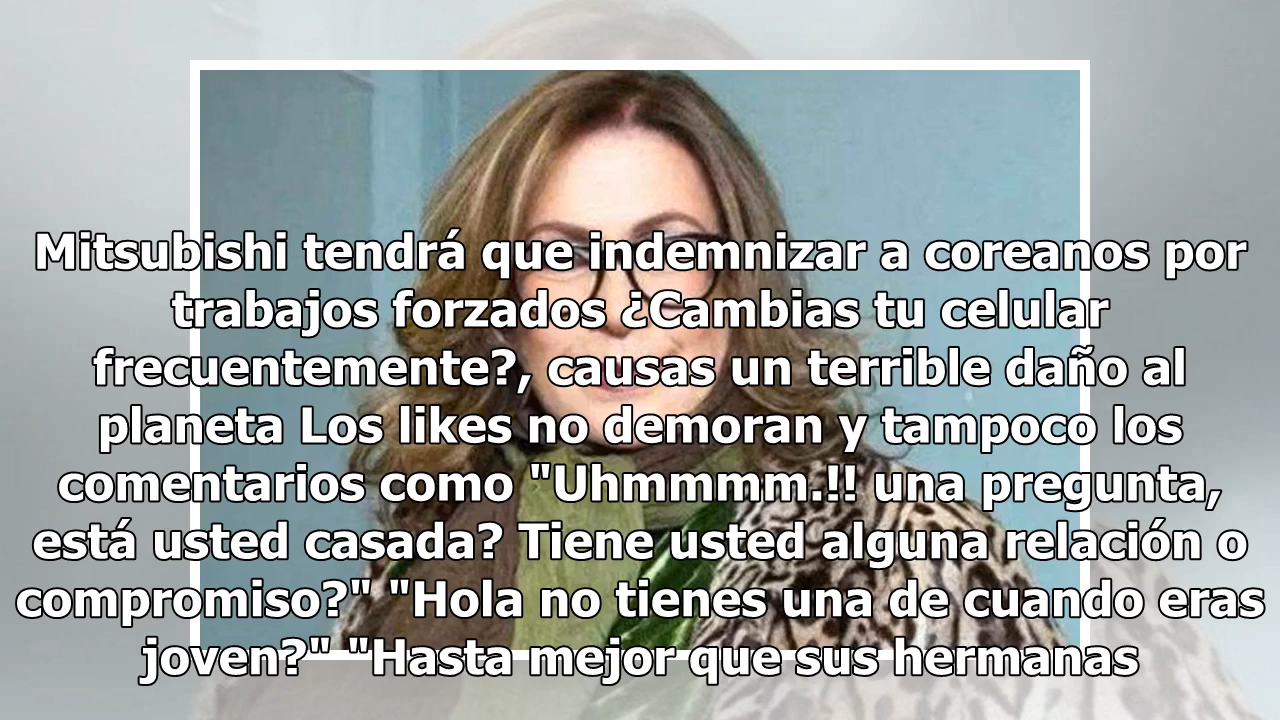 Mitsubishi tendrá que indemnizar a coreanos por
trabajos forzados ¿Cambias tu celular
frecuentemente?, causas un terrible daño al
planeta Los likes no demoran y tampoco los
comentarios como "Uhmmmm.!! una pregunta,
está usted casada? Tiene usted alguna relación o
compromiso?" "Hola no tienes una de cuando eras
joven?" "Hasta mejor que sus hermanas